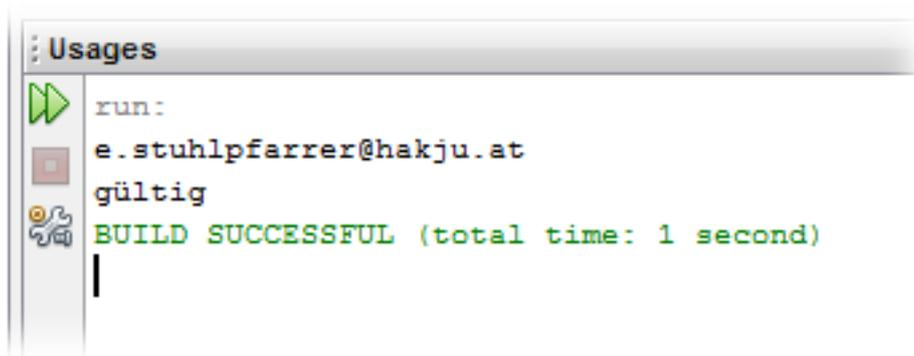 Usages
run:
e.stuhlpfarrer@hakju.at
gültig
BUILD SUCCESSFUL (total time: 1 second)